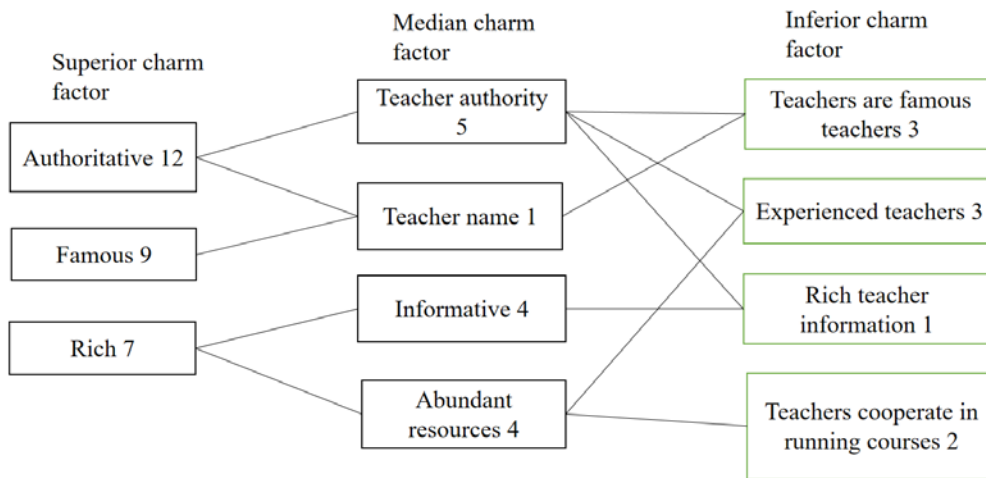 Superior charm
factor
Authoritative 12
Famous 9
Rich 7
Median charm
factor
Teacher authority
5
Teacher name 1
Informative 4
Abundant
resources 4
Inferior charm
factor
Teachers are famous
teachers 3
Experienced teachers 3
Rich teacher
information 1
Teachers cooperate in
running courses 2